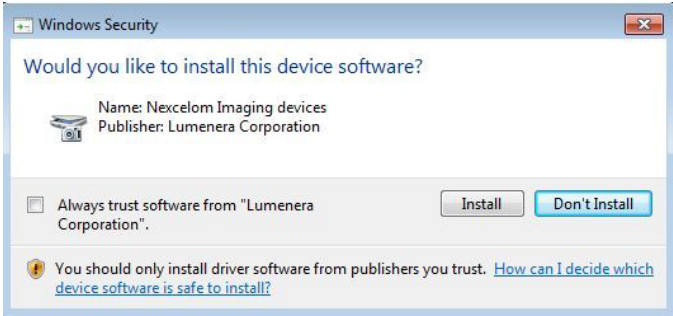 Windows Security
Would you like to install this device software?
Name: Nexcelom Imaging devices
Publisher: Lumenera Corporation
Always trust software from "Lumenera
Corporation".
Install
Don't Install
You should only install driver software from publishers you trust. How can I decide which
device software is safe to install?